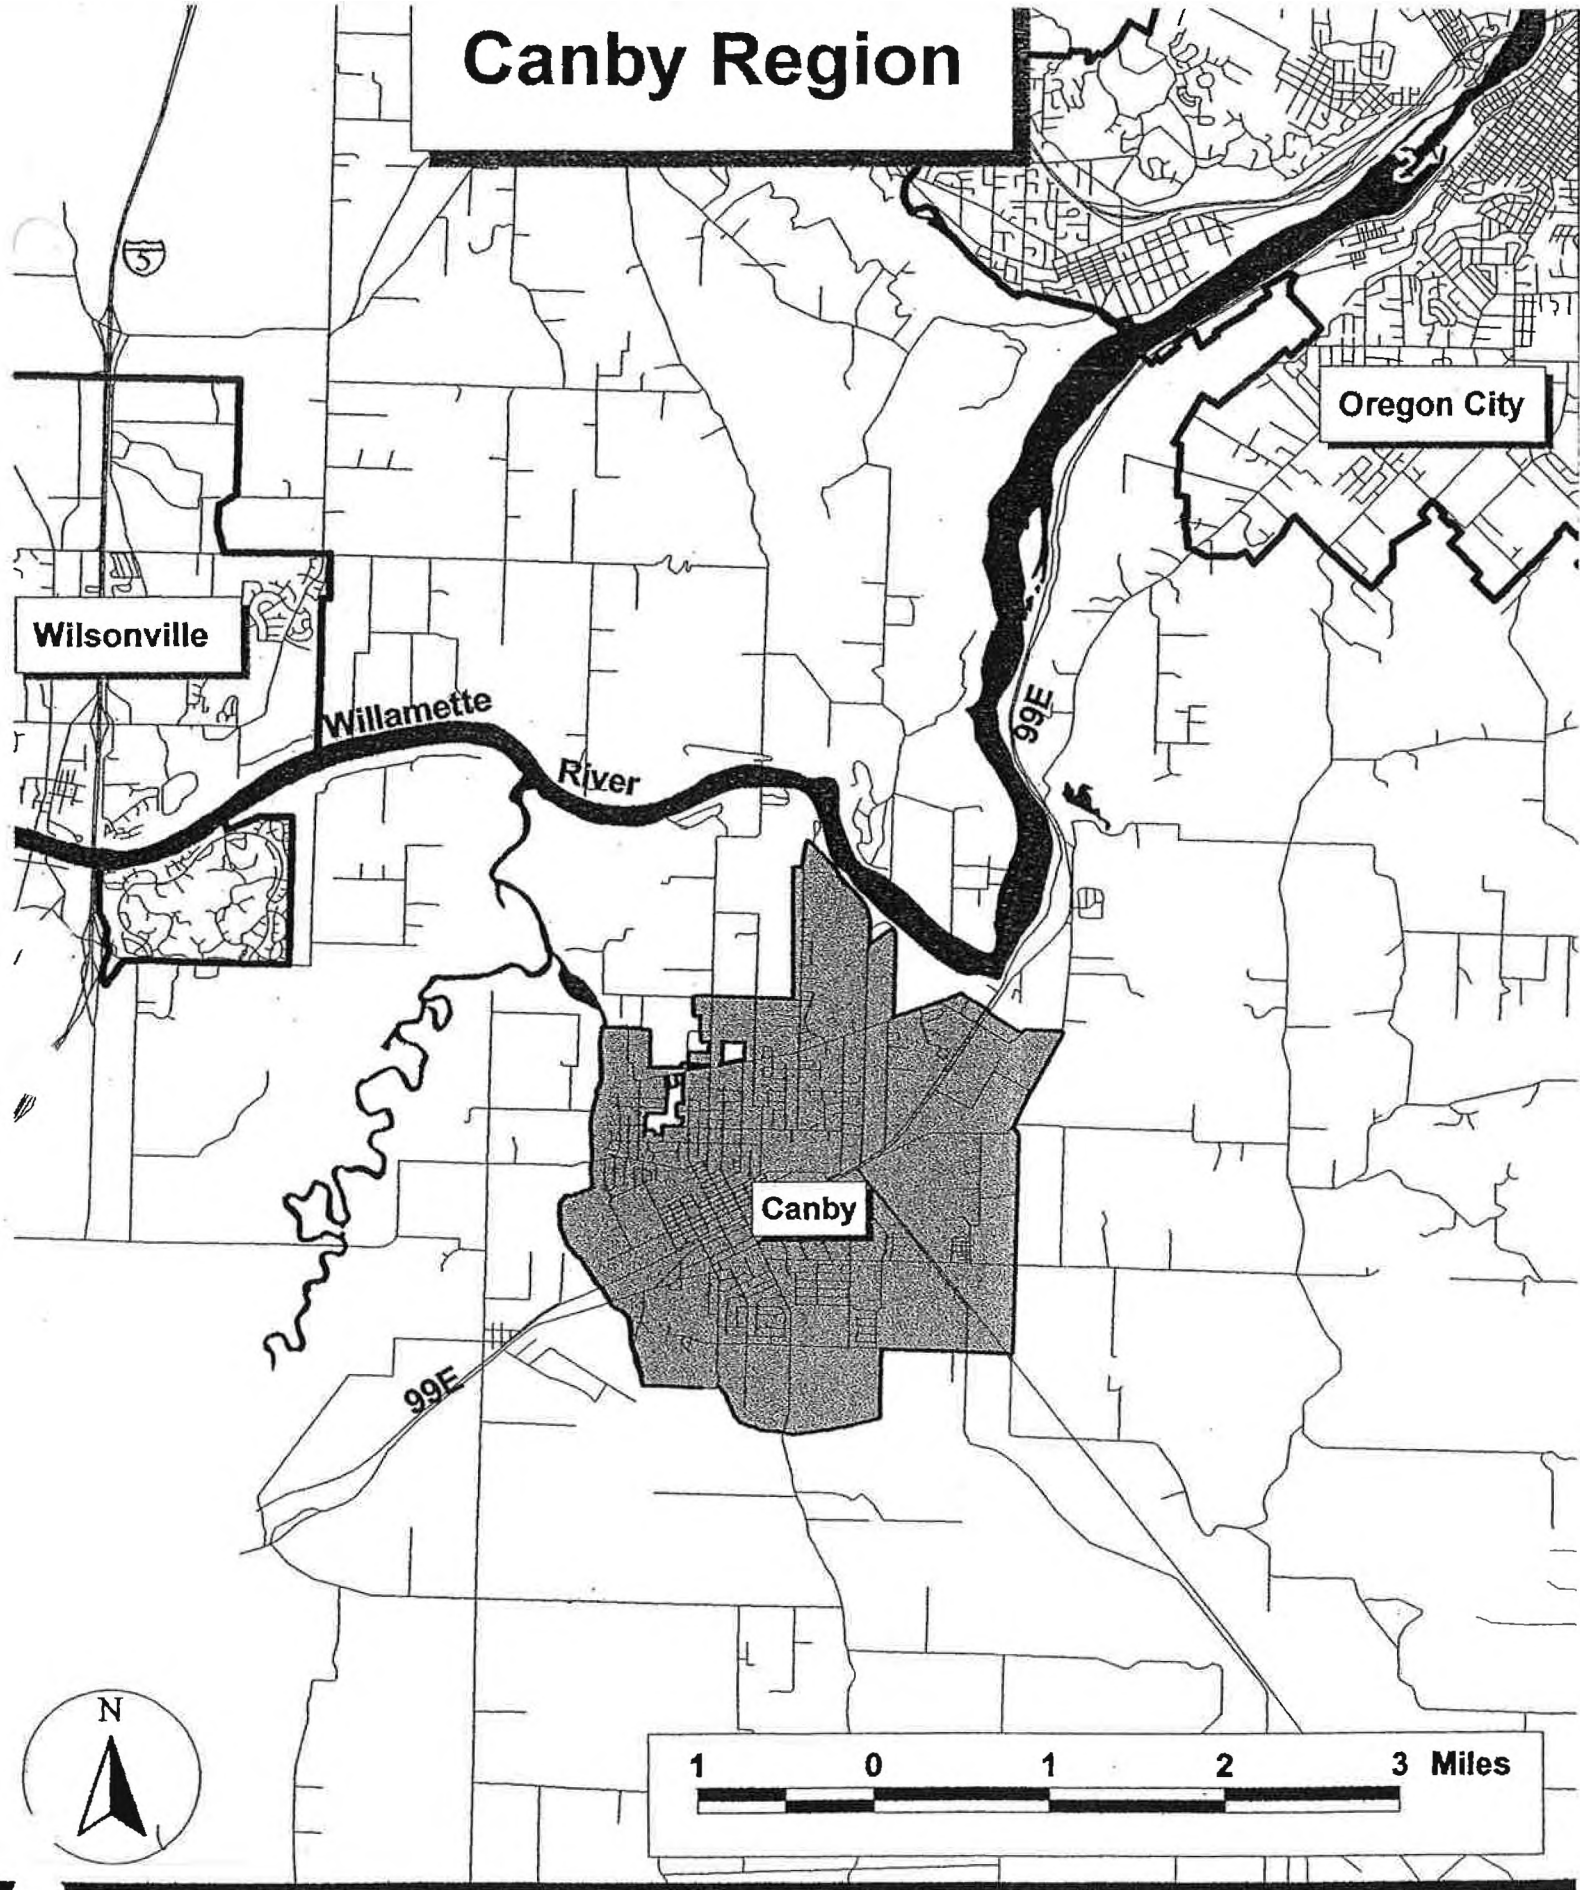 Canby Region
5
Oregon City
Wilsonville
Willamette
River
99E
Canby
99E
N
1 0 1 2 3 Miles